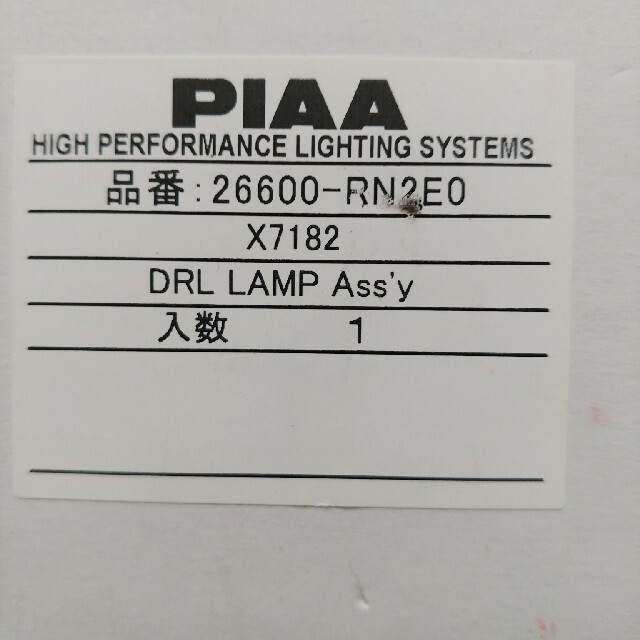 PIAA
HIGH PERFORMANCE LIGHTING SYSTEMS
品番：26600-RN2E0
X7182
DRL LAMP Ass'y
入数 1